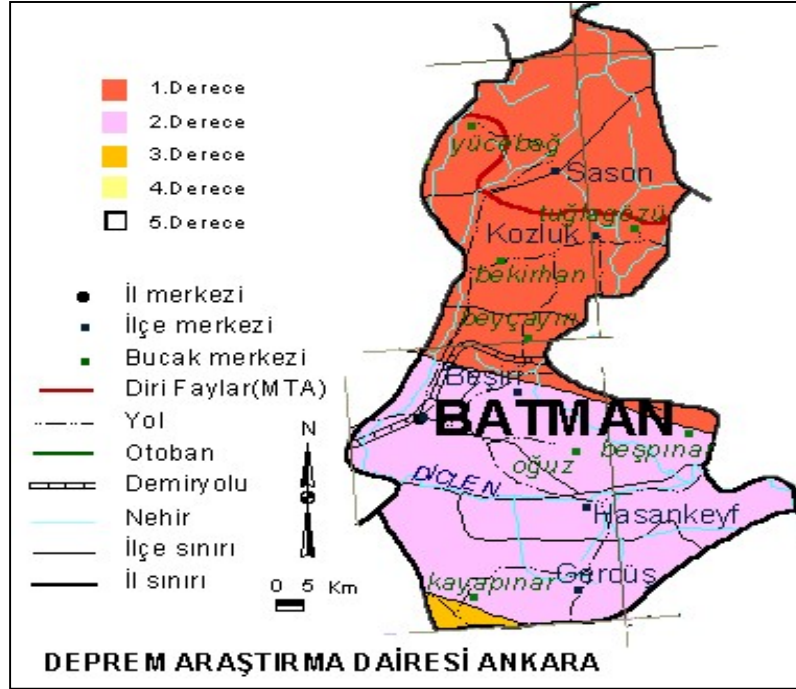 1.Derece
2.Derece
3.Derece
4.Derece
5.Derece
İl merkezi
İlçe merkezi
Bucak merkezi
Diri Faylar(MTA)
Yol
Otoban
Demiryolu
Nehir
İlçe sınırı
İl sınırı
N
0 5 Km
yücebağ
Sason
tuğlagözü
Kozluk
bekirhan
beyçayırı
Beşiri
BATMAN
beşpınar
oğuz
DİCLE N.
Hasankeyf
kayapınar
Gercüş
DEPREM ARAŞTIRMA DAİRESİ ANKARA